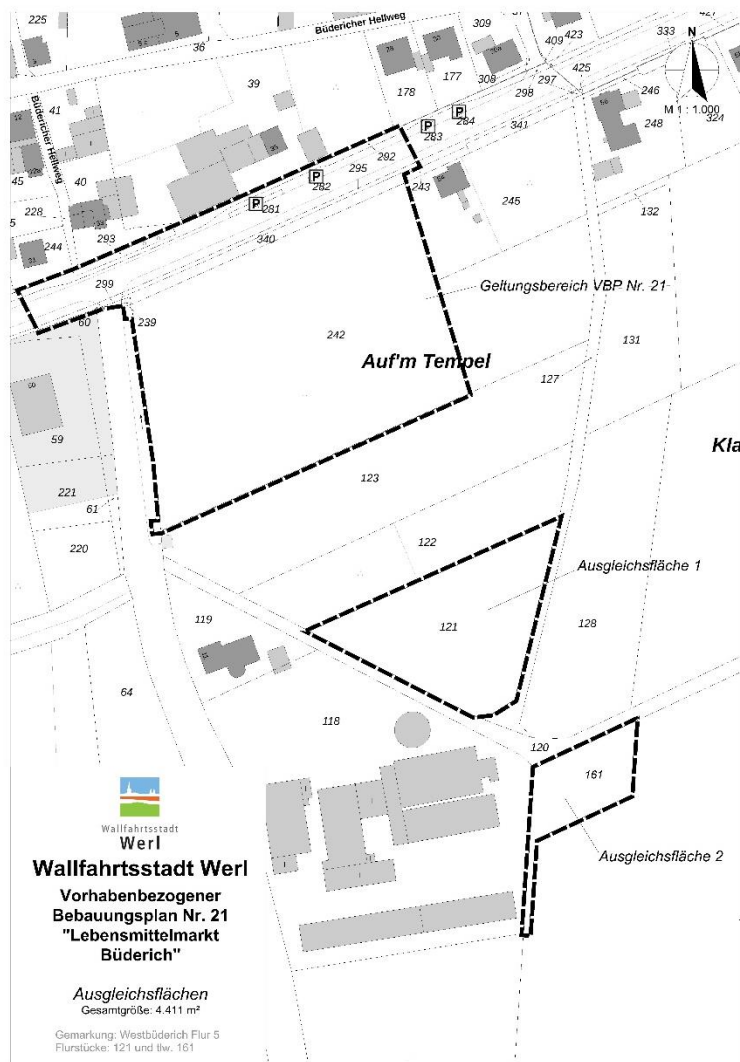 225
36
Büdericher Hellweg
309
409
423
333
427
N
39
177
308
297
425
298
178
246
M 1 : 1.000
41
Büdericher Hellweg
P
284
P
283
341
248
324
40
292
45
P
282
295
243
245
228
P
281
132
244
293
340
299
Geltungsbereich VBP Nr. 21
60
239
242
131
Auf'm Tempel
127
59
Kla
123
221
61
220
122
Ausgleichsfläche 1
119
121
128
64
118
120
161
Wallfahrtsstadt
Werl
Wallfahrtsstadt Werl
Ausgleichsfläche 2
Vorhabenbezogener
Bebauungsplan Nr. 21
"Lebensmittelmarkt
Büderich"
Ausgleichsflächen
Gesamtgröße: 4.411 m²
Gemarkung: Westbüderich Flur 5
Flurstücke: 121 und tlw. 161